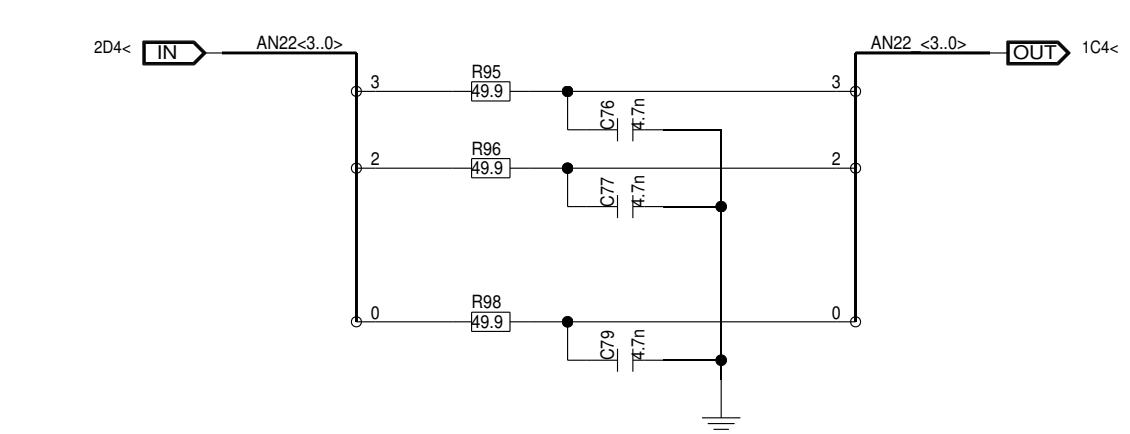 2D4< IN AN22<3..0> AN22_<3..0> OUT 1C4<
3 R95 3
49.9
C76 4.7n
2 R96 2
49.9
C77 4.7n
0 R98 0
49.9
C79 4.7n